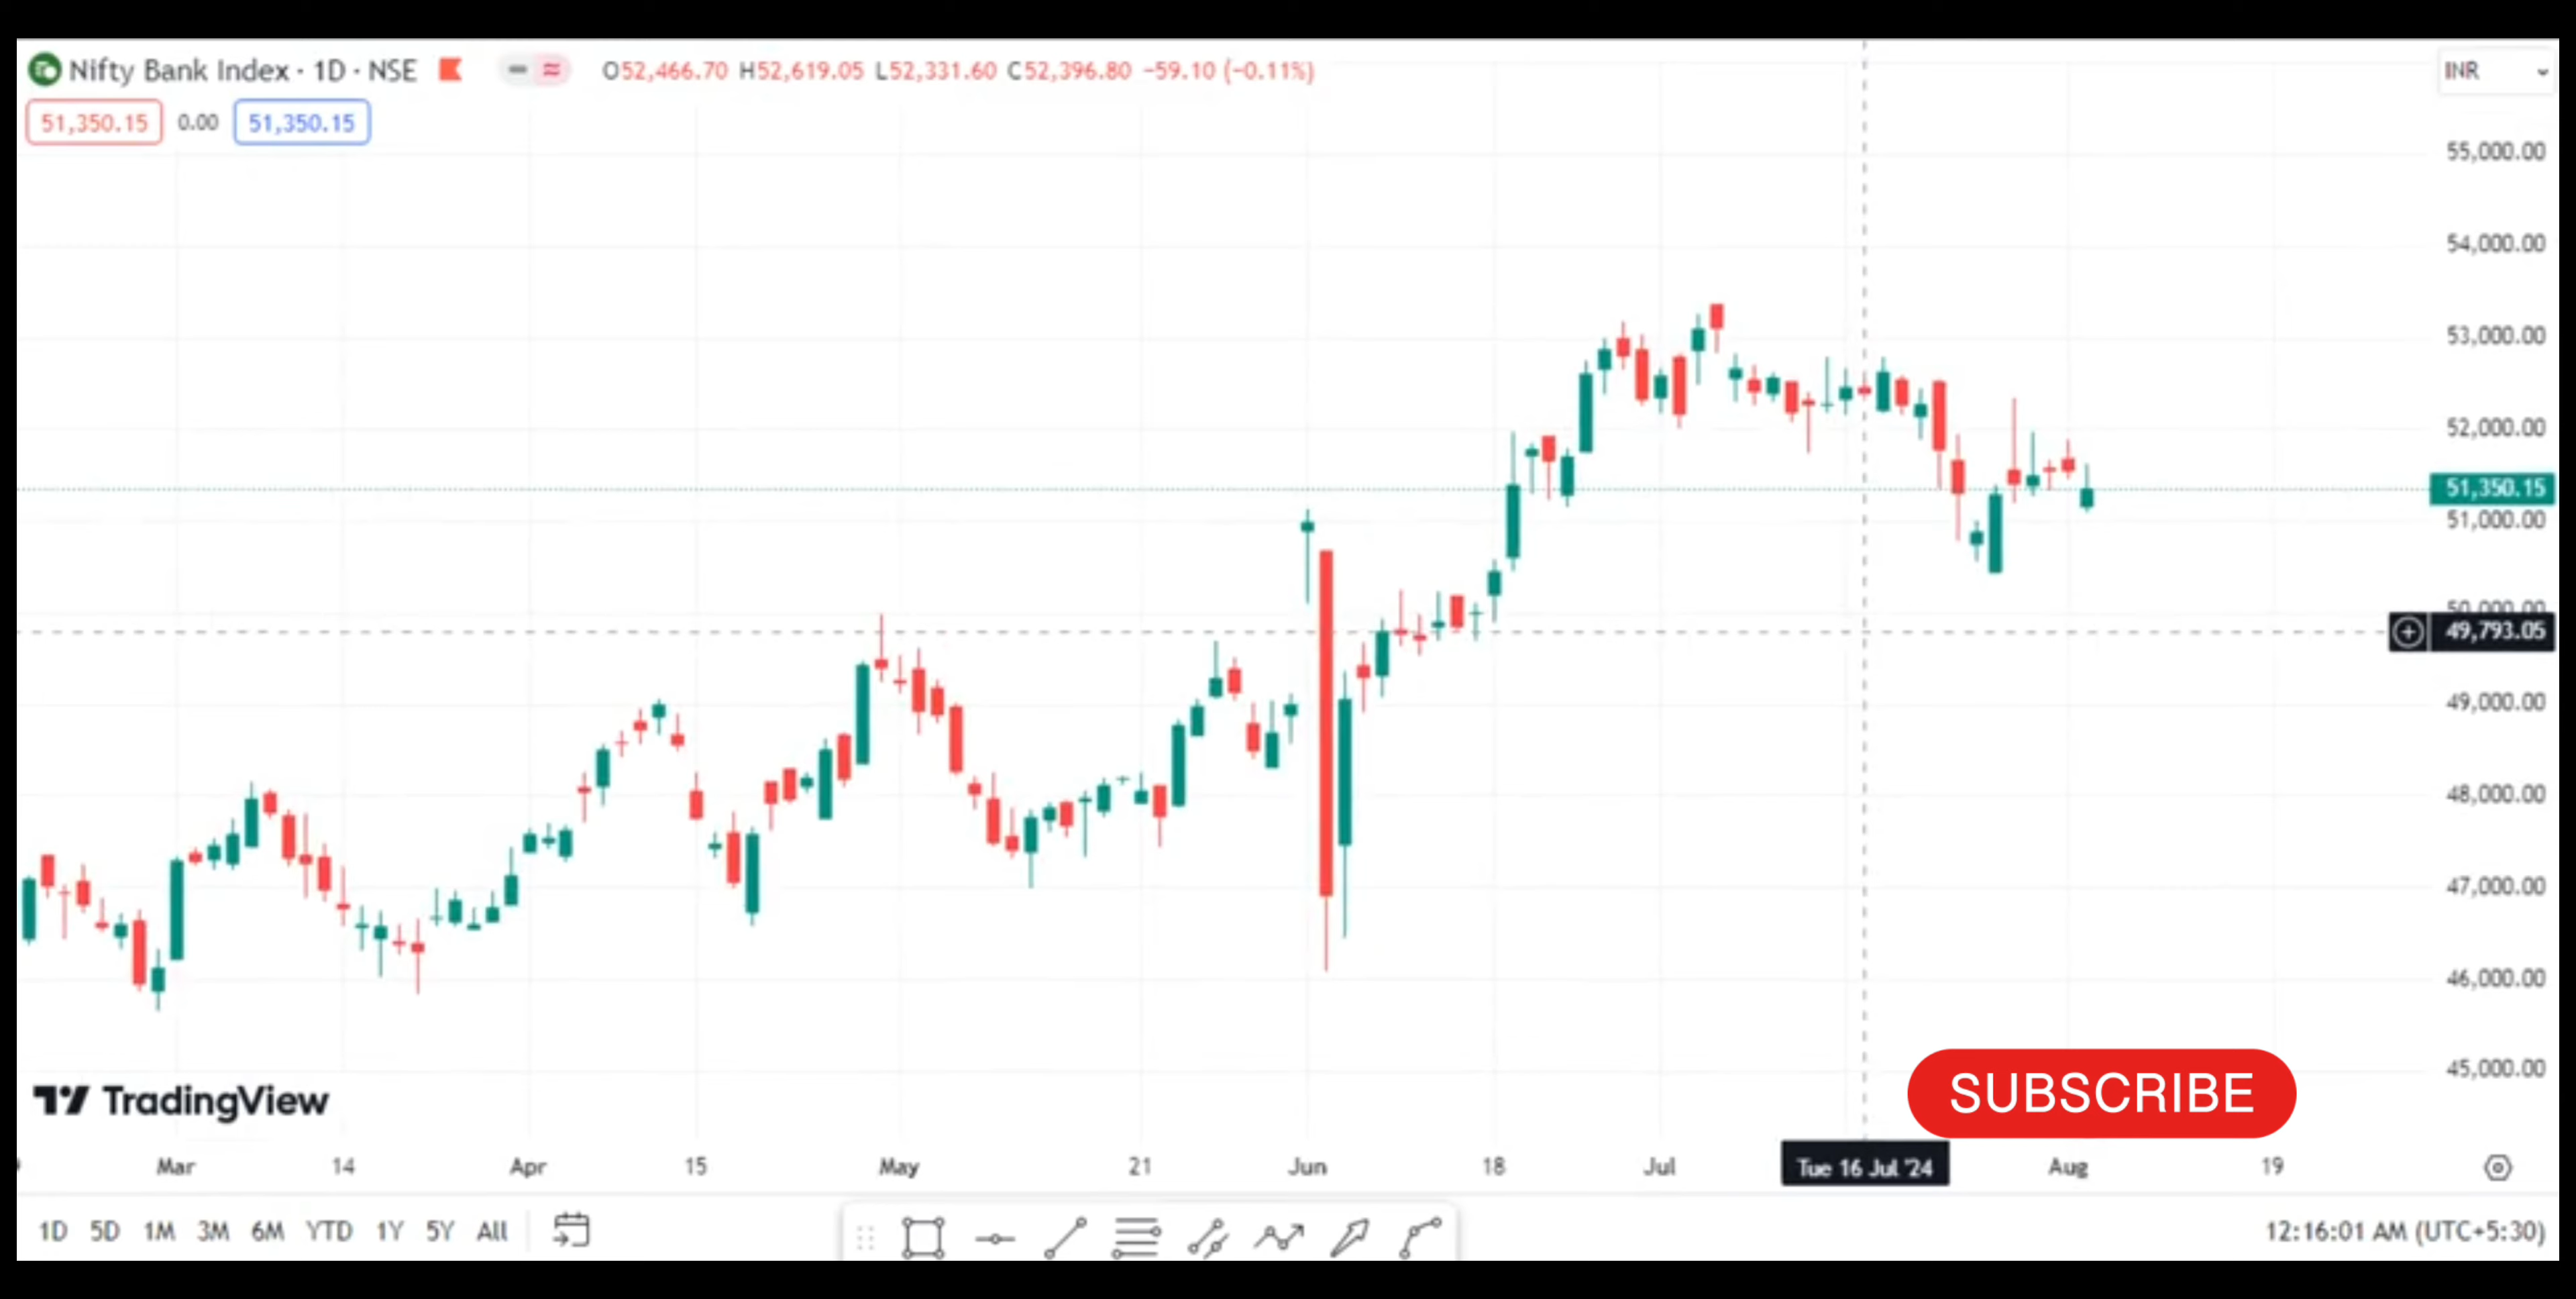 Nifty Bank Index · 1D · NSE O52,466.70 H52,619.05 L52,331.60 C52,396.80 −59.10 (−0.11%)
INR
51,350.15 0.00 51,350.15
55,000.00
54,000.00
53,000.00
52,000.00
51,350.15
51,000.00
50,000.00
49,793.05
49,000.00
48,000.00
47,000.00
46,000.00
45,000.00
SUBSCRIBE
TradingView
Mar 14 Apr 15 May 21 Jun 18 Jul Tue 16 Jul '24 Aug 19
1D 5D 1M 3M 6M YTD 1Y 5Y All
12:16:01 AM (UTC+5:30)